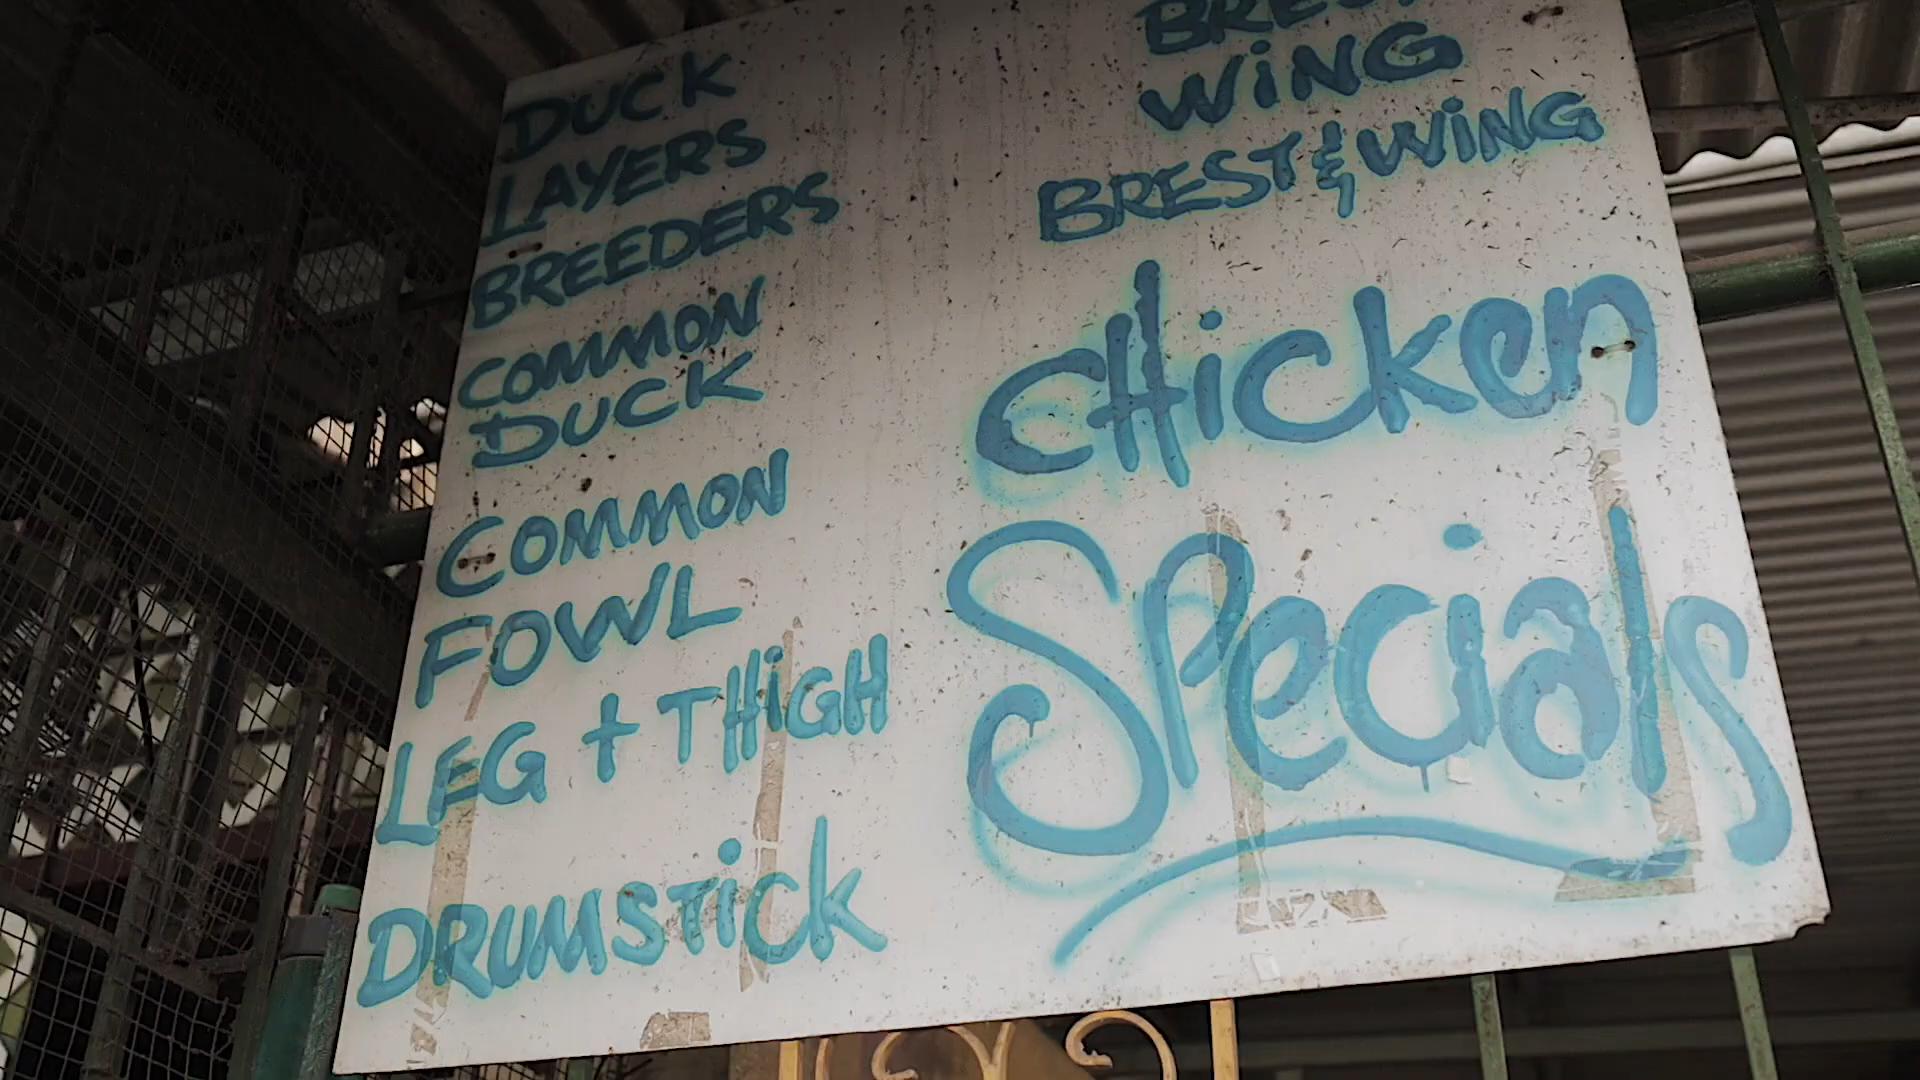 DUCK
LAYERS
BREEDERS
COMMON
DUCK
COMMON
FOWL
LEG + THiGH
DRUMSTiCk
WiNG
BREST & WiNG
CHicken
Specials